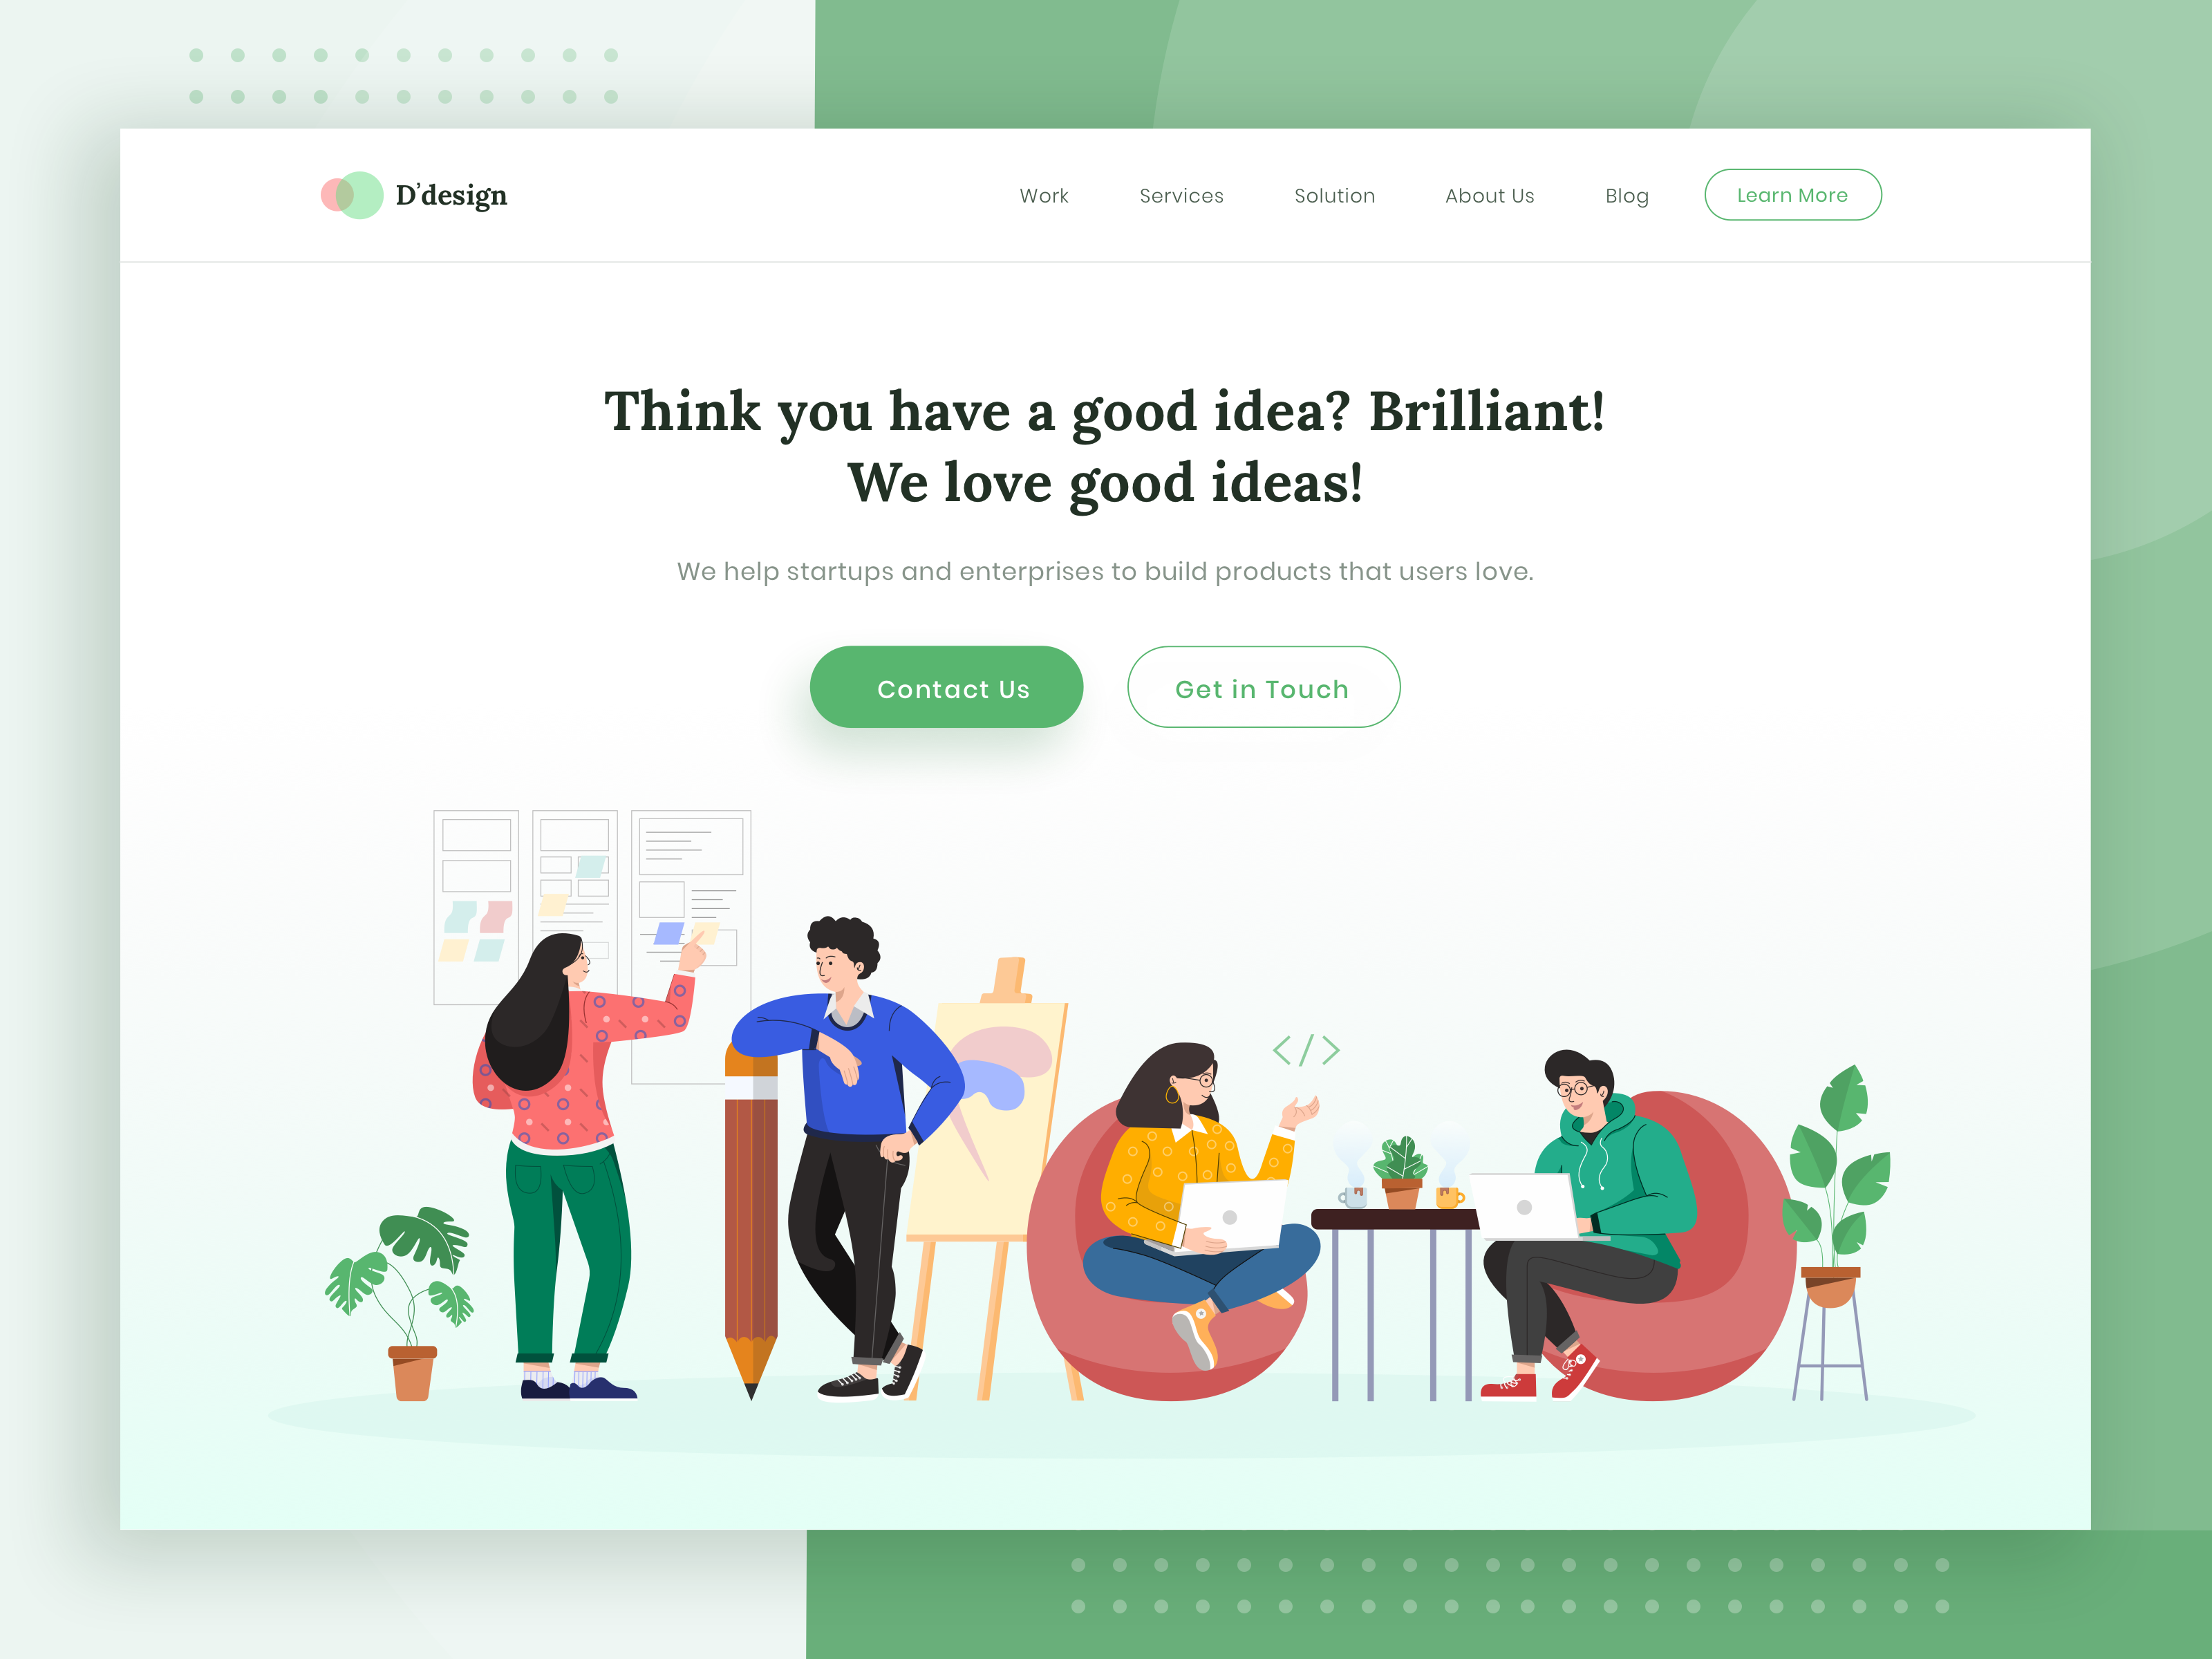 D'design
Work Services Solution About Us Blog Learn More
Think you have a good idea? Brilliant!
We love good ideas!
We help startups and enterprises to build products that users love.
Contact Us Get in Touch
</>